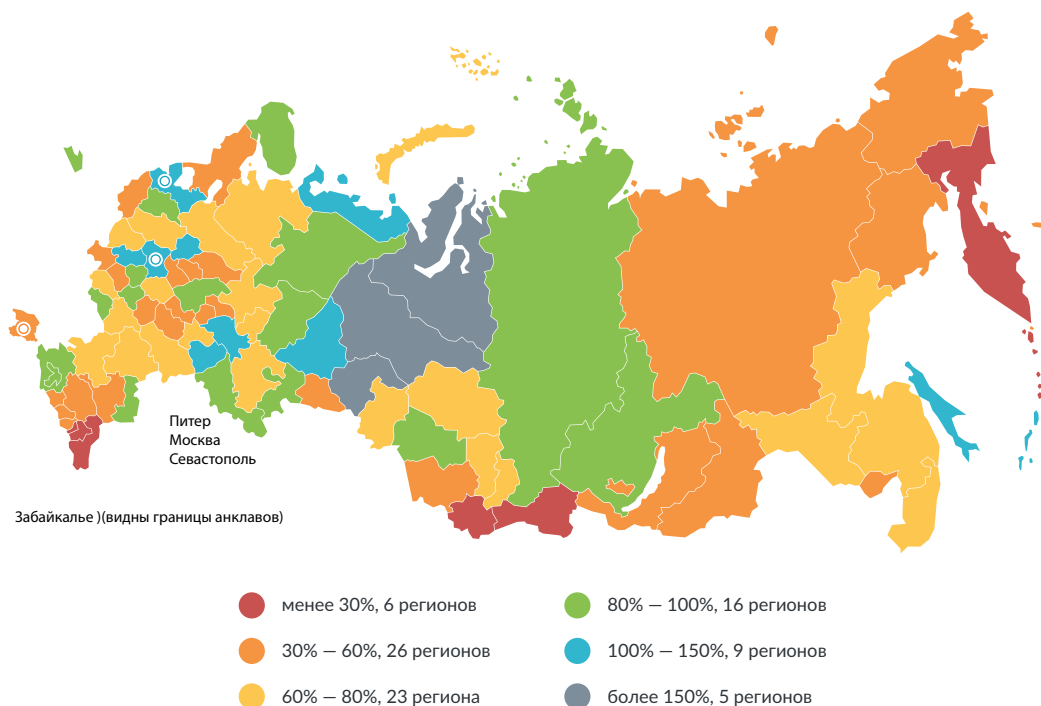 Питер
Москва
Севастополь
Забайкалье )(видны границы анклавов)
менее 30%, 6 регионов
30% — 60%, 26 регионов
60% — 80%, 23 региона
80% — 100%, 16 регионов
100% — 150%, 9 регионов
более 150%, 5 регионов